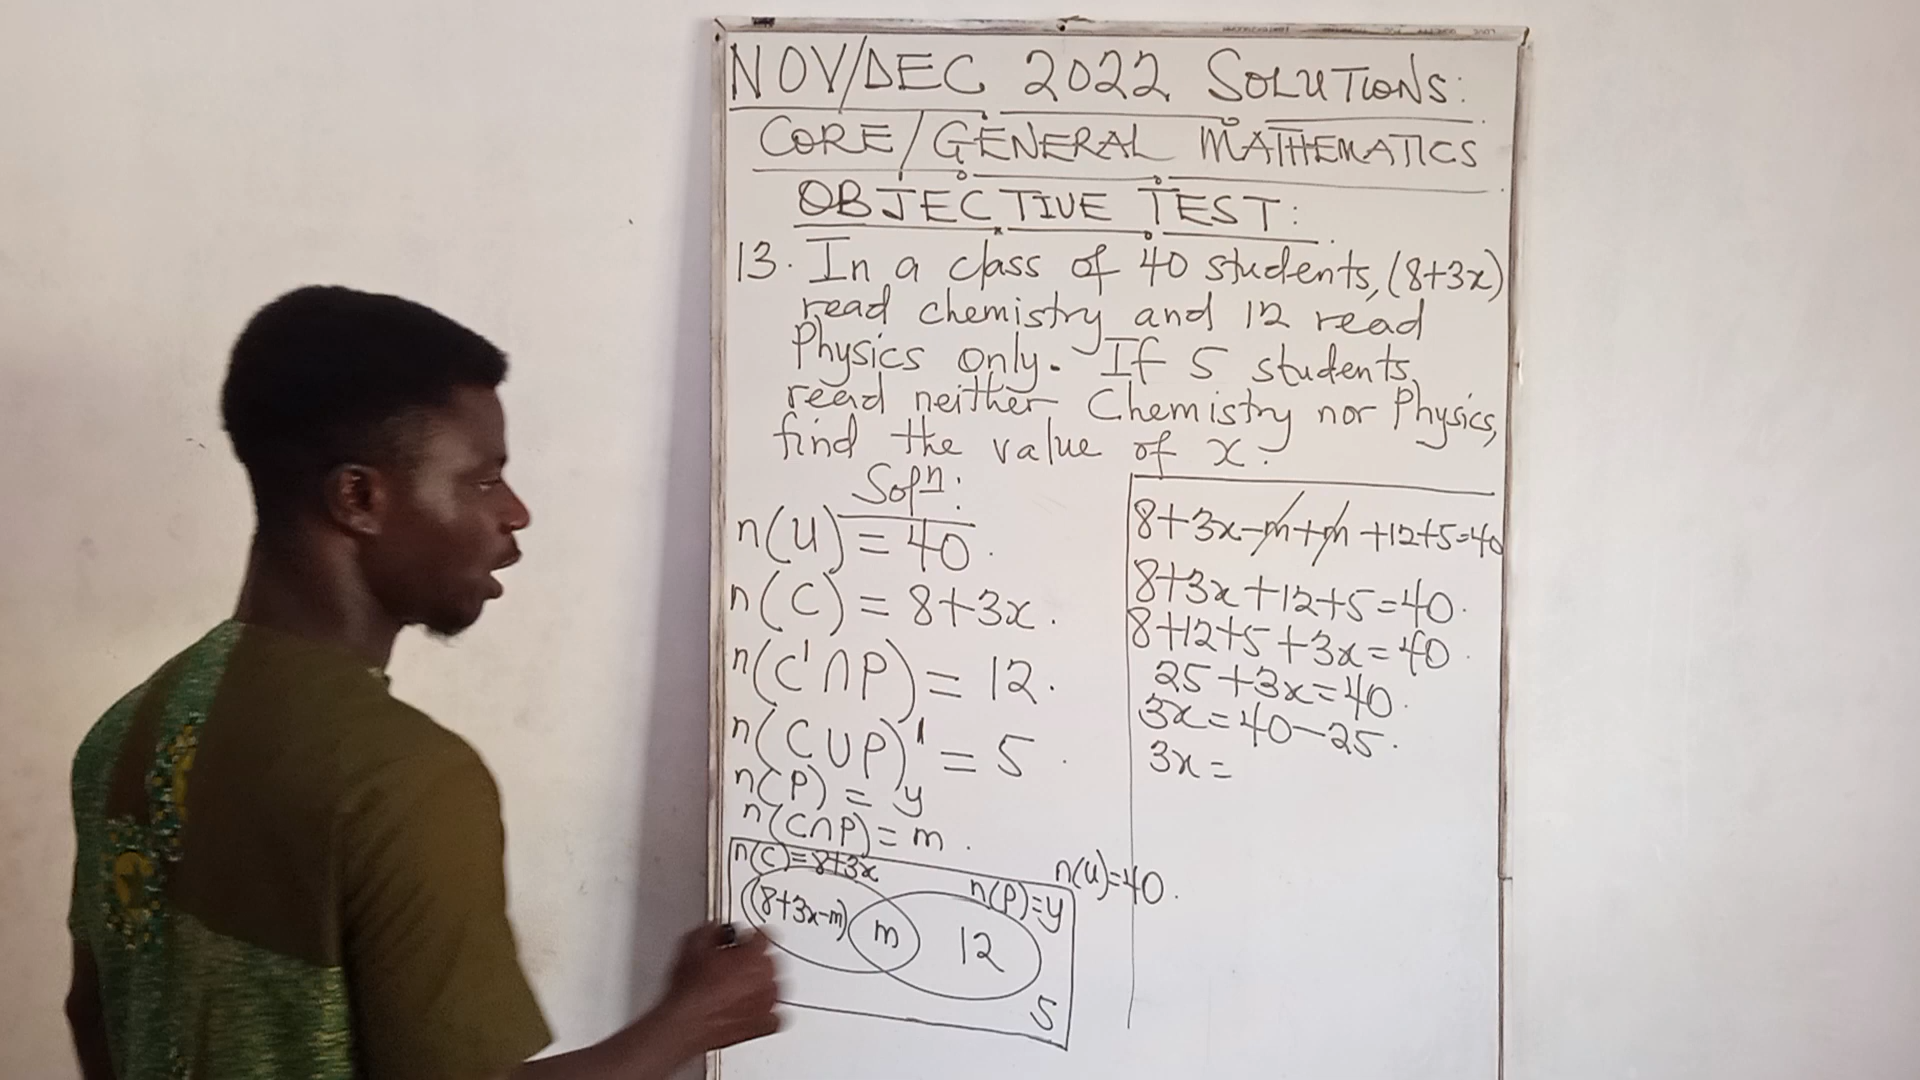 NOV/DEC 2022 SOLUTIONS:
CORE/GENERAL MATHEMATICS
OBJECTIVE TEST:
13. In a class of 40 students, (8+3x)
read chemistry and 12 read
Physics only. If 5 students
read neither Chemistry nor Physics,
find the value of x.
Soln:
n(U) = 40.
n(C) = 8+3x.
n(C'∩P) = 12.
n(C∪P)' = 5.
n(P) = y
n(C∩P) = m.
n(C)=8+3x
n(P)=y
n(U)=40.
(8+3x-m)
m
12
5
8+3x-m+m+12+5=40
8+3x+12+5=40.
8+12+5+3x=40.
25+3x=40.
3x=40-25.
3x=